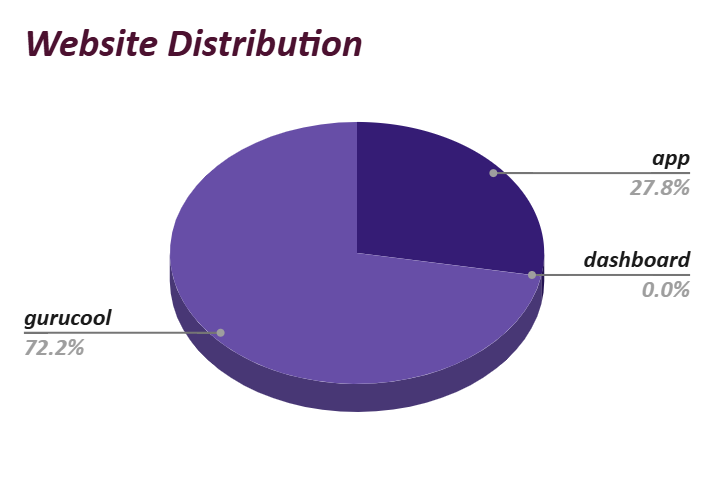 Website Distribution
app
27.8%
dashboard
0.0%
gurucool
72.2%